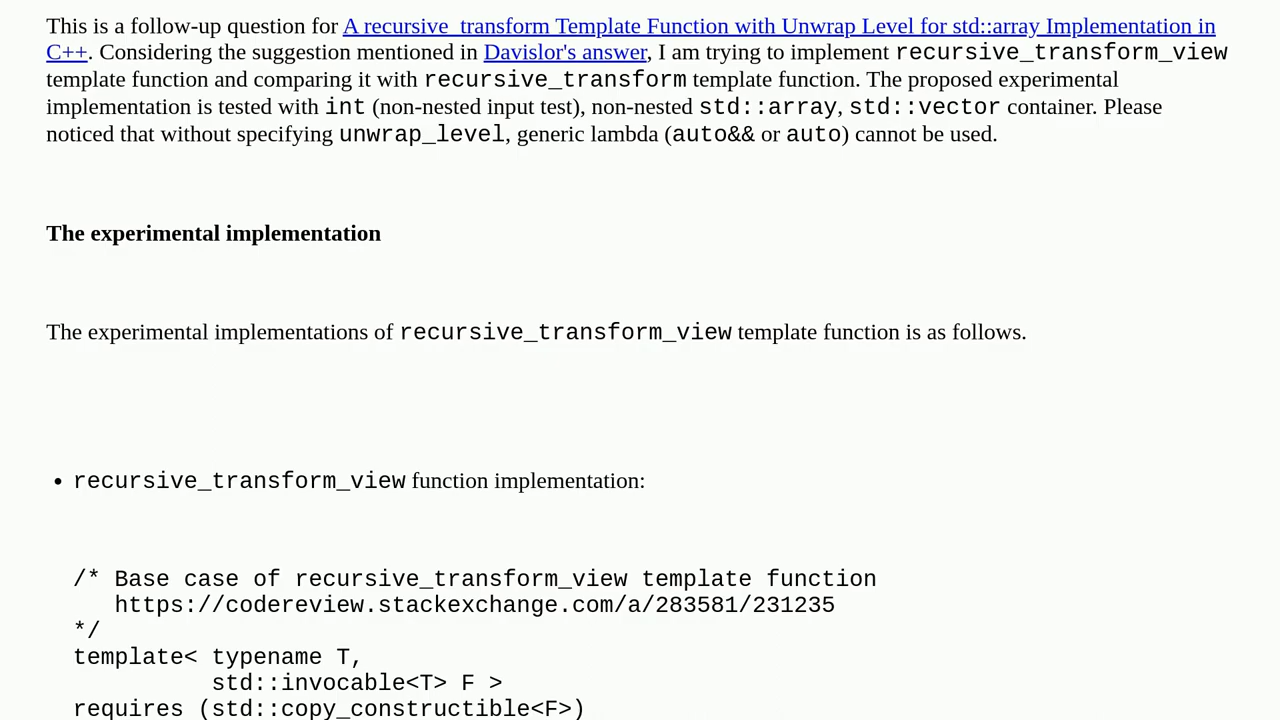 This is a follow-up question for A recursive_transform Template Function with Unwrap Level for std::array Implementation in
C++. Considering the suggestion mentioned in Davislor's answer, I am trying to implement recursive_transform_view
template function and comparing it with recursive_transform template function. The proposed experimental
implementation is tested with int (non-nested input test), non-nested std::array, std::vector container. Please
noticed that without specifying unwrap_level, generic lambda (auto&& or auto) cannot be used.
The experimental implementation
The experimental implementations of recursive_transform_view template function is as follows.
• recursive_transform_view function implementation:
/* Base case of recursive_transform_view template function
   https://codereview.stackexchange.com/a/283581/231235
*/
template< typename T,
          std::invocable<T> F >
requires (std::copy_constructible<F>)